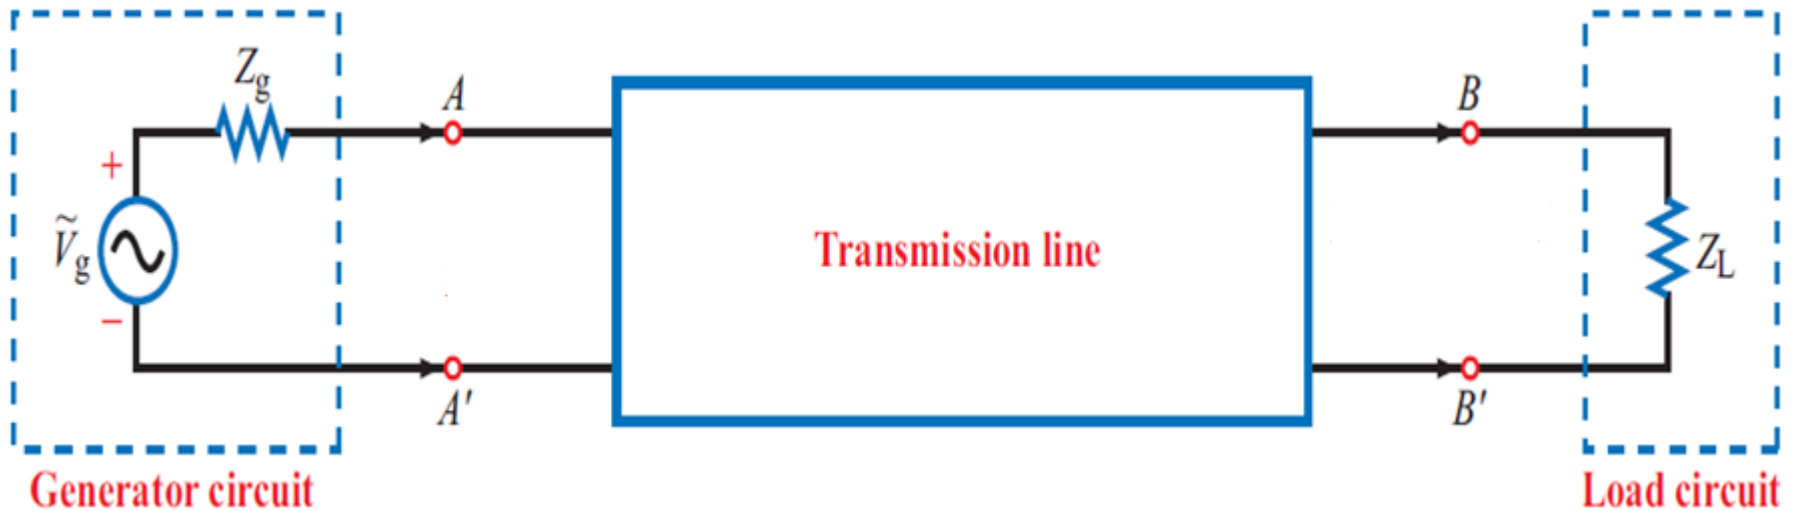 Zg
A
B
+
Ṽg
Transmission line
ZL
−
A'
B'
Generator circuit
Load circuit